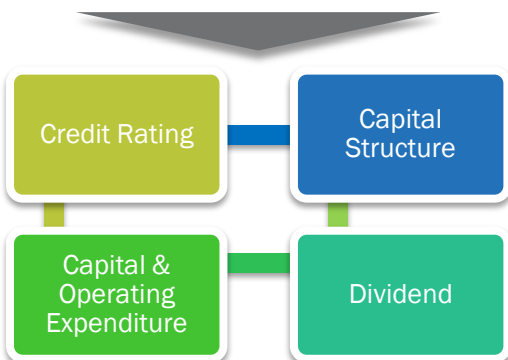 Credit Rating
Capital
Structure
Capital &
Operating
Expenditure
Dividend